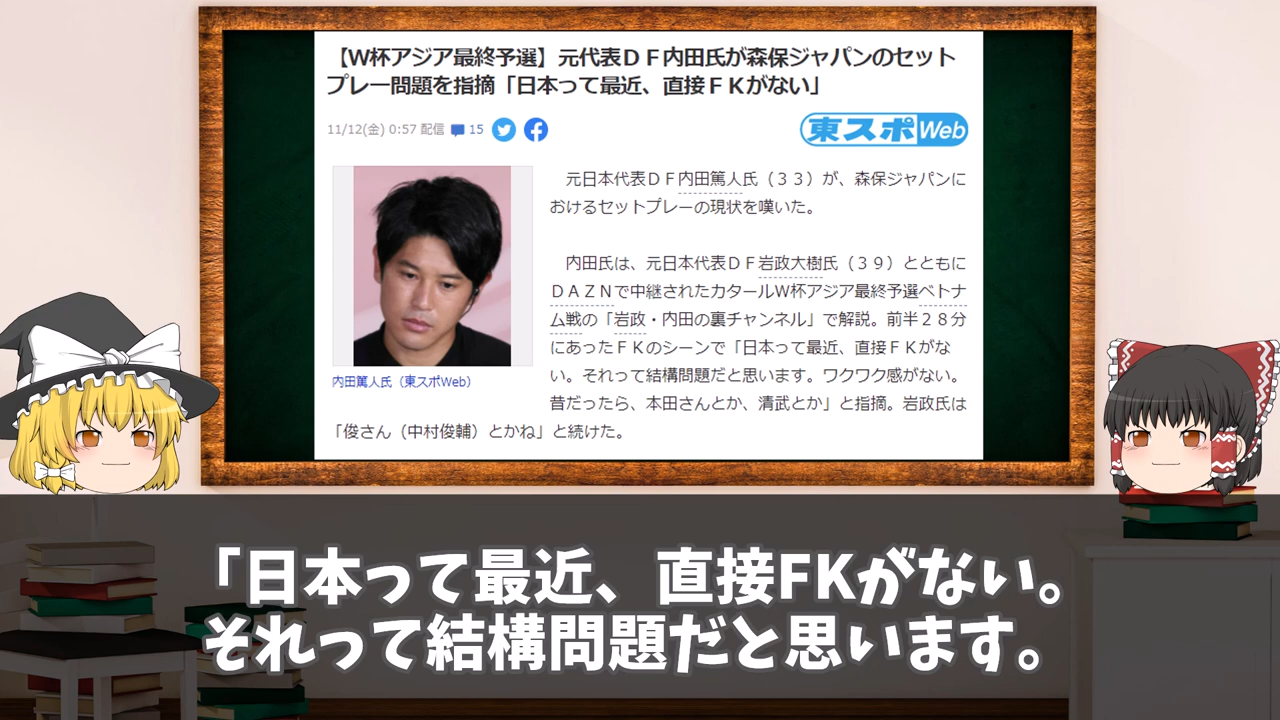 【Ｗ杯アジア最終予選】元代表ＤＦ内田氏が森保ジャパンのセット
プレー問題を指摘「日本って最近、直接ＦＫがない」
11/12(金) 0:57 配信 15
東スポWeb
元日本代表ＤＦ内田篤人氏（３３）が、森保ジャパンに
おけるセットプレーの現状を嘆いた。
内田氏は、元日本代表ＤＦ岩政大樹氏（３９）とともに
ＤＡＺＮで中継されたカタールＷ杯アジア最終予選ベトナ
ム戦の「岩政・内田の裏チャンネル」で解説。前半２８分
にあったＦＫのシーンで「日本って最近、直接ＦＫがな
い。それって結構問題だと思います。ワクワク感がない。
昔だったら、本田さんとか、清武とか」と指摘。岩政氏は
「俊さん（中村俊輔）とかね」と続けた。
内田篤人氏（東スポWeb）
「日本って最近、直接FKがない。
それって結構問題だと思います。